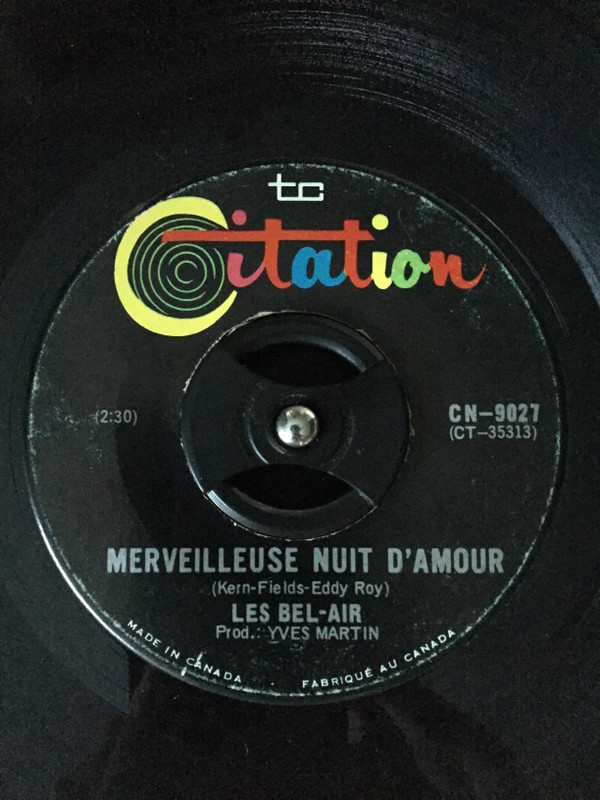 tc
Citation
(2:30)
CN-9027
(CT-35313)
MERVEILLEUSE NUIT D'AMOUR
(Kern-Fields-Eddy Roy)
LES BEL-AIR
Prod.: YVES MARTIN
MADE IN CANADA · FABRIQUÉ AU CANADA